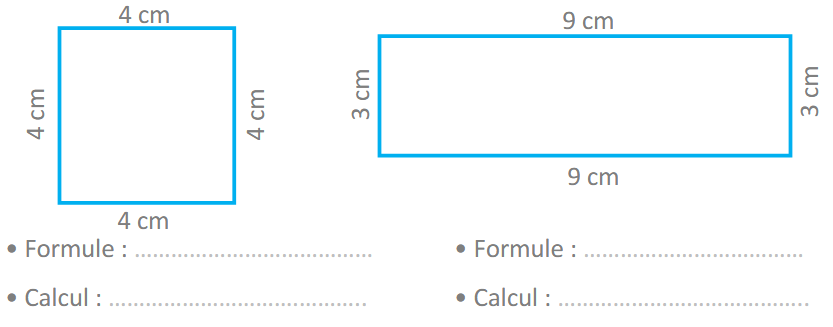 4 cm
4 cm
4 cm
4 cm
• Formule : ........................................
• Calcul : ...........................................
9 cm
3 cm
3 cm
9 cm
• Formule : .....................................
• Calcul : ..........................................